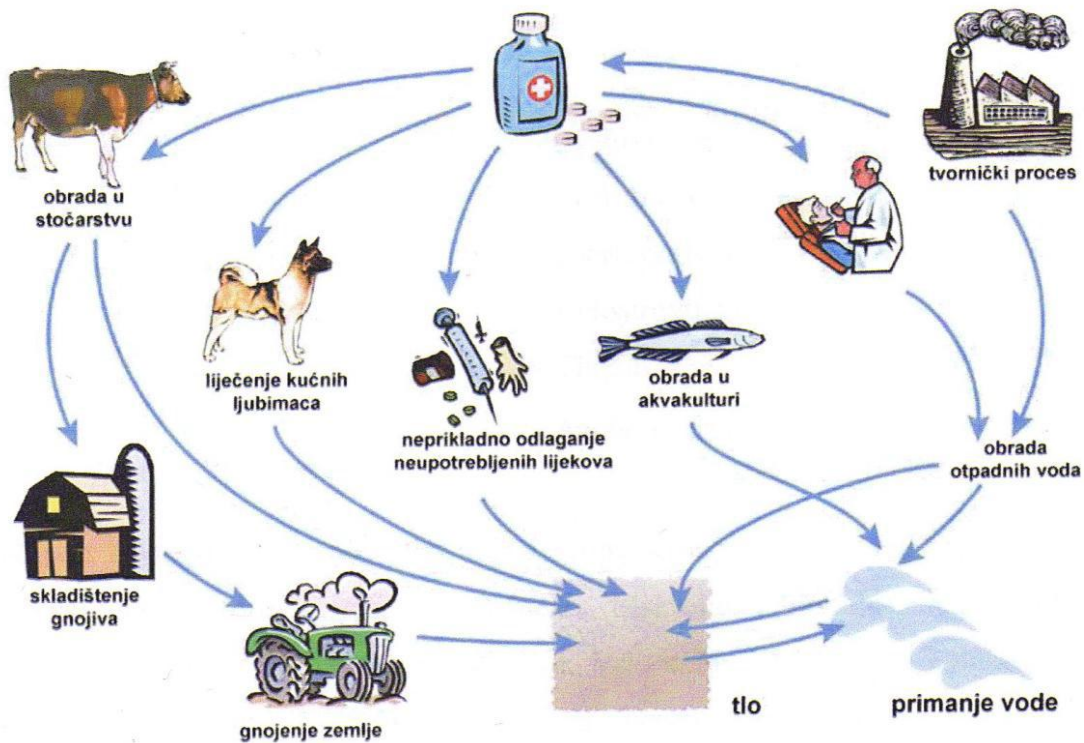 obrada u
stočarstvu
tvornički proces
liječenje kućnih
ljubimaca
neprikladno odlaganje
neupotrebljenih lijekova
obrada u
akvakulturi
obrada
otpadnih voda
skladištenje
gnojiva
gnojenje zemlje
tlo
primanje vode